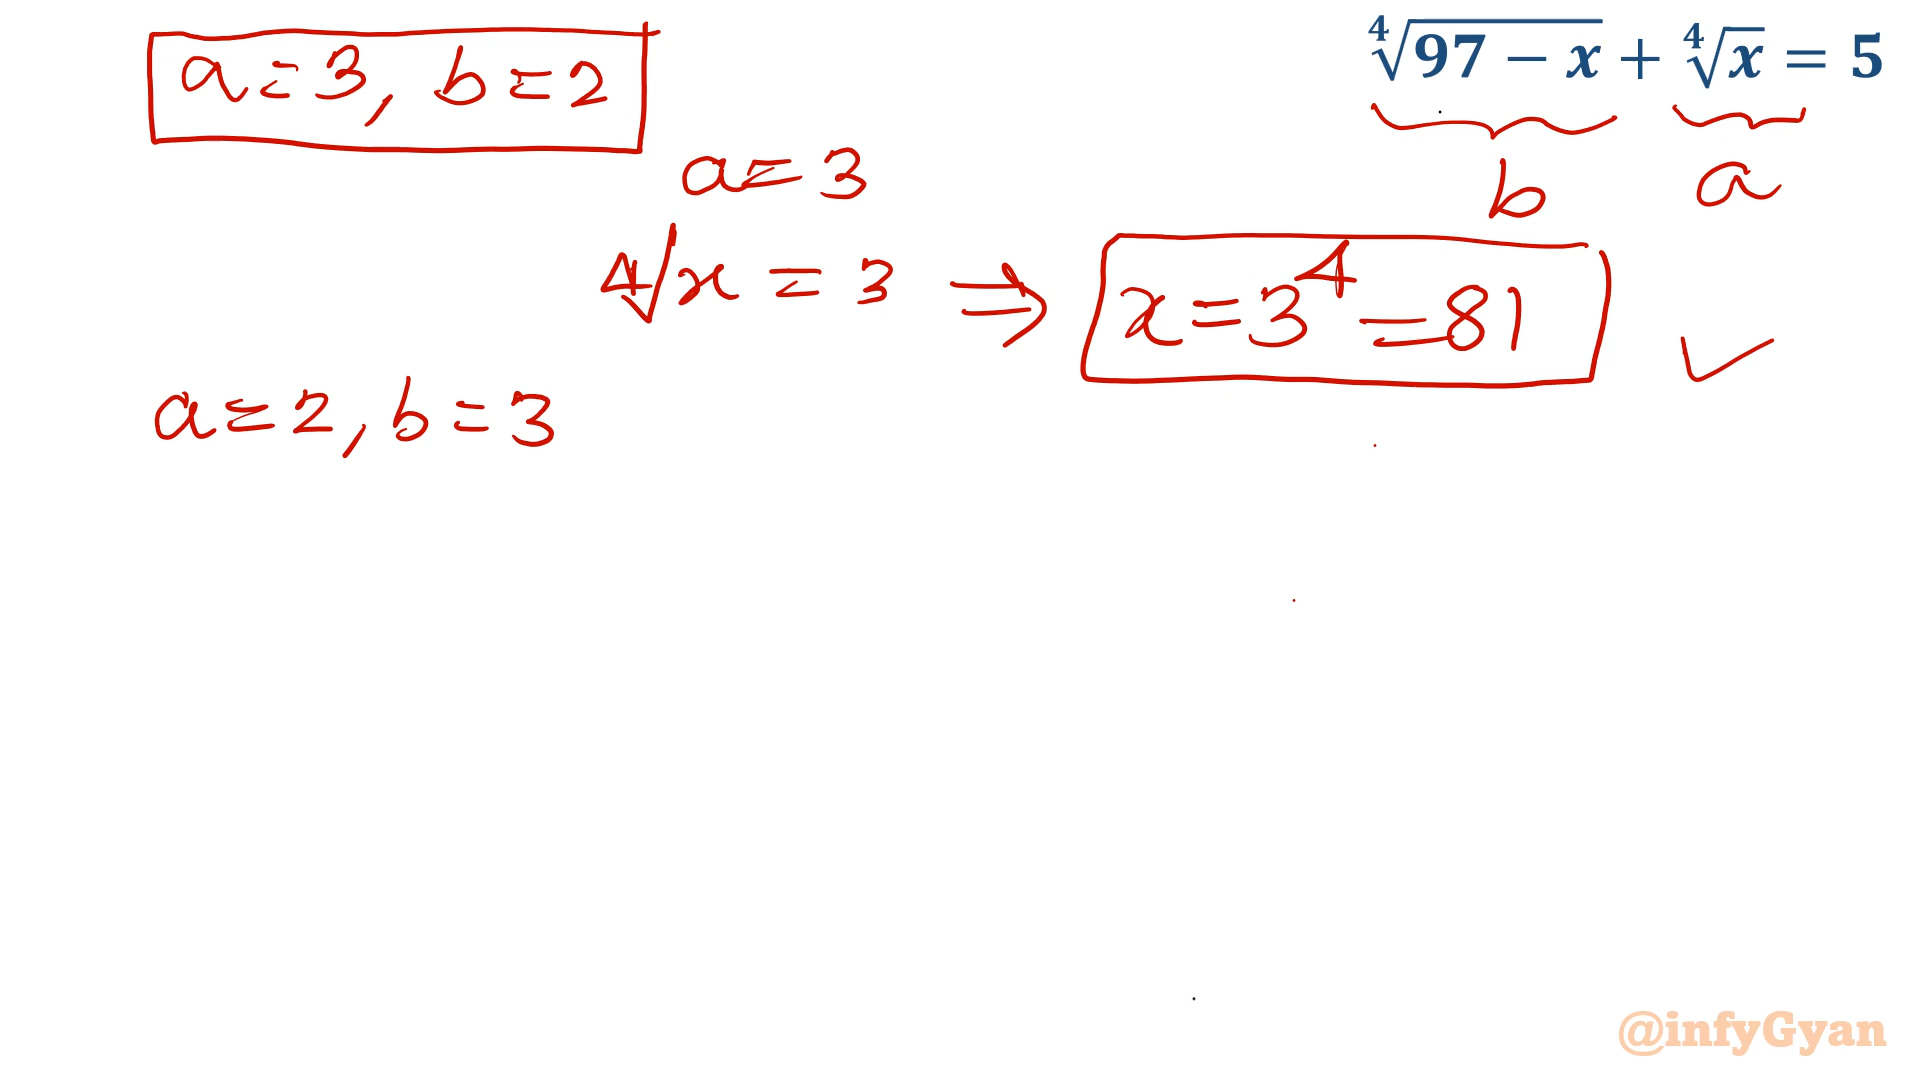 a = 3, b = 2
∜(97 − x) + ∜x = 5
b a
a = 3
∜x = 3 ⇒ x = 3⁴ = 81 ✓
a = 2, b = 3
@infyGyan